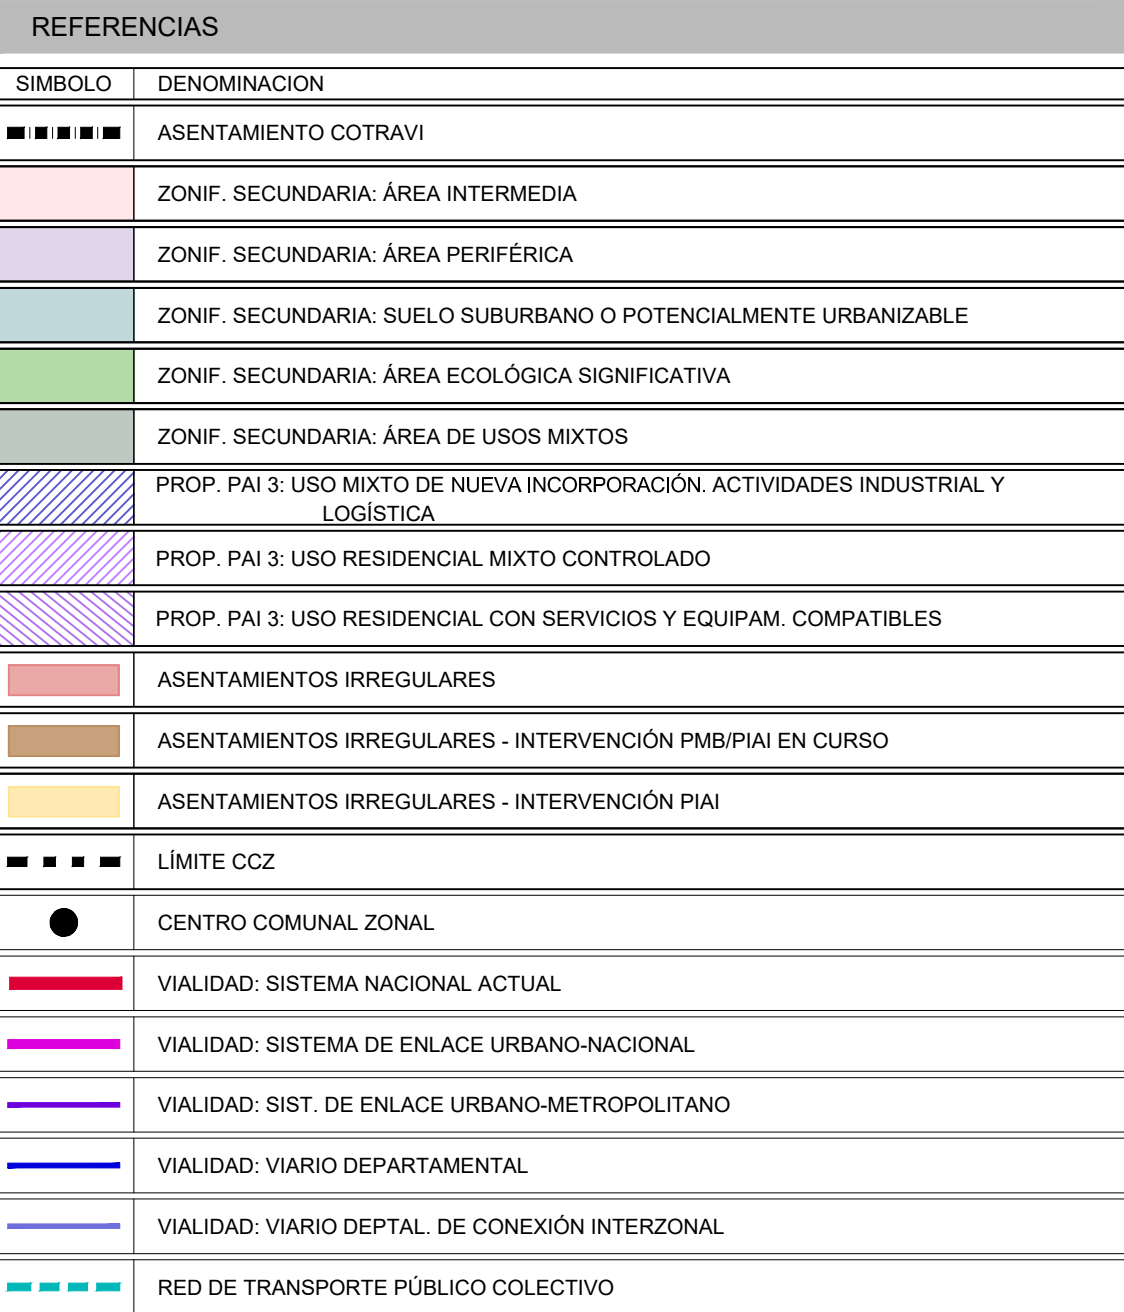 REFERENCIAS
SIMBOLO DENOMINACION
ASENTAMIENTO COTRAVI
ZONIF. SECUNDARIA: ÁREA INTERMEDIA
ZONIF. SECUNDARIA: ÁREA PERIFÉRICA
ZONIF. SECUNDARIA: SUELO SUBURBANO O POTENCIALMENTE URBANIZABLE
ZONIF. SECUNDARIA: ÁREA ECOLÓGICA SIGNIFICATIVA
ZONIF. SECUNDARIA: ÁREA DE USOS MIXTOS
PROP. PAI 3: USO MIXTO DE NUEVA INCORPORACIÓN. ACTIVIDADES INDUSTRIAL Y
LOGÍSTICA
PROP. PAI 3: USO RESIDENCIAL MIXTO CONTROLADO
PROP. PAI 3: USO RESIDENCIAL CON SERVICIOS Y EQUIPAM. COMPATIBLES
ASENTAMIENTOS IRREGULARES
ASENTAMIENTOS IRREGULARES - INTERVENCIÓN PMB/PIAI EN CURSO
ASENTAMIENTOS IRREGULARES - INTERVENCIÓN PIAI
LÍMITE CCZ
CENTRO COMUNAL ZONAL
VIALIDAD: SISTEMA NACIONAL ACTUAL
VIALIDAD: SISTEMA DE ENLACE URBANO-NACIONAL
VIALIDAD: SIST. DE ENLACE URBANO-METROPOLITANO
VIALIDAD: VIARIO DEPARTAMENTAL
VIALIDAD: VIARIO DEPTAL. DE CONEXIÓN INTERZONAL
RED DE TRANSPORTE PÚBLICO COLECTIVO